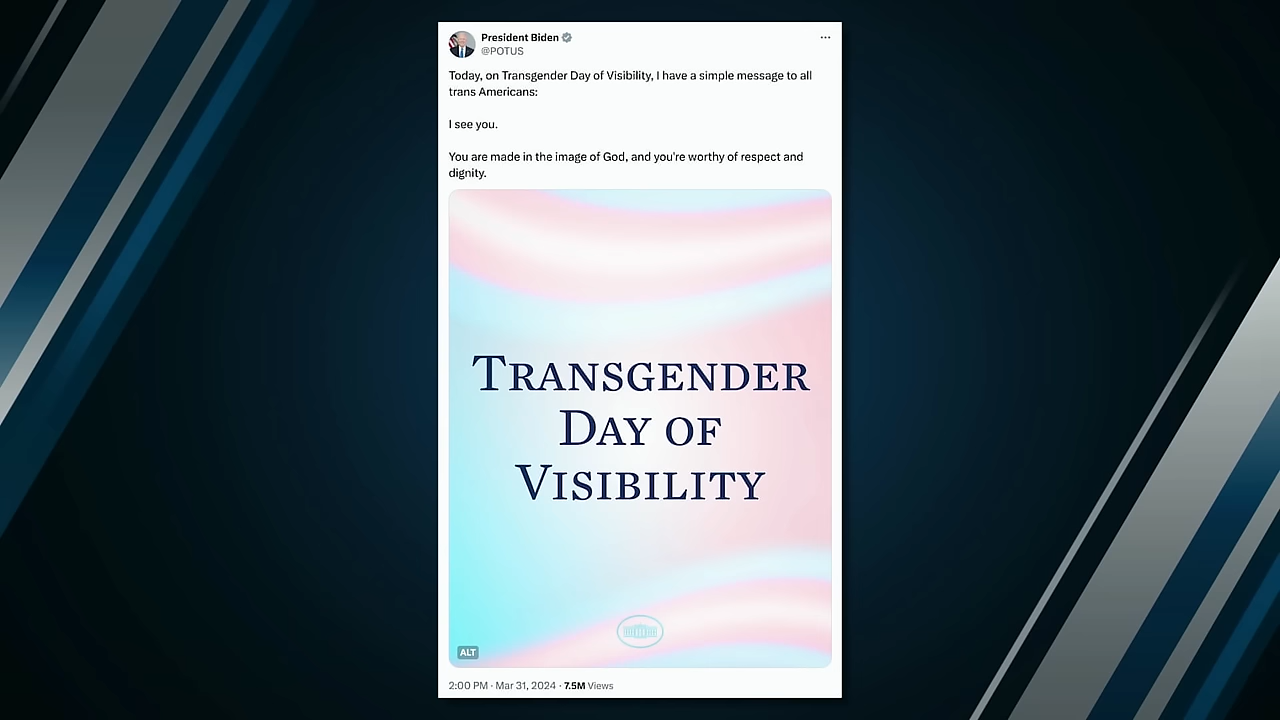 President Biden
@POTUS
Today, on Transgender Day of Visibility, I have a simple message to all
trans Americans:
I see you.
You are made in the image of God, and you're worthy of respect and
dignity.
TRANSGENDER
DAY OF
VISIBILITY
ALT
2:00 PM · Mar 31, 2024 · 7.5M Views